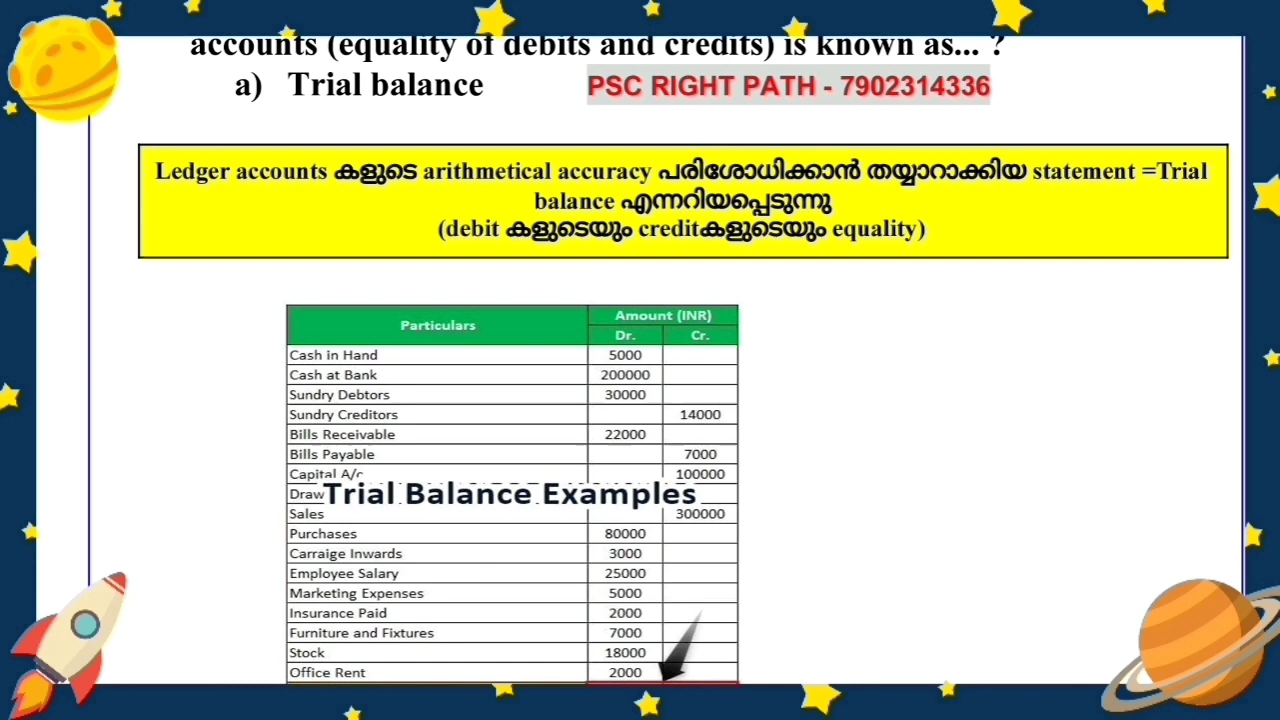 accounts (equality of debits and credits) is known as... ?
a) Trial balance
PSC RIGHT PATH - 7902314336
Ledger accounts കളുടെ arithmetical accuracy പരിശോധിക്കാൻ തയ്യാറാക്കിയ statement =Trial
balance എന്നറിയപ്പെടുന്നു
(debit കളുടെയും creditകളുടെയും equality)
Particulars Amount (INR)
Dr. Cr.
Cash in Hand 5000
Cash at Bank 200000
Sundry Debtors 30000
Sundry Creditors 14000
Bills Receivable 22000
Bills Payable 7000
Capital A/c 100000
Trial Balance Examples
Sales 300000
Purchases 80000
Carraige Inwards 3000
Employee Salary 25000
Marketing Expenses 5000
Insurance Paid 2000
Furniture and Fixtures 7000
Stock 18000
Office Rent 2000